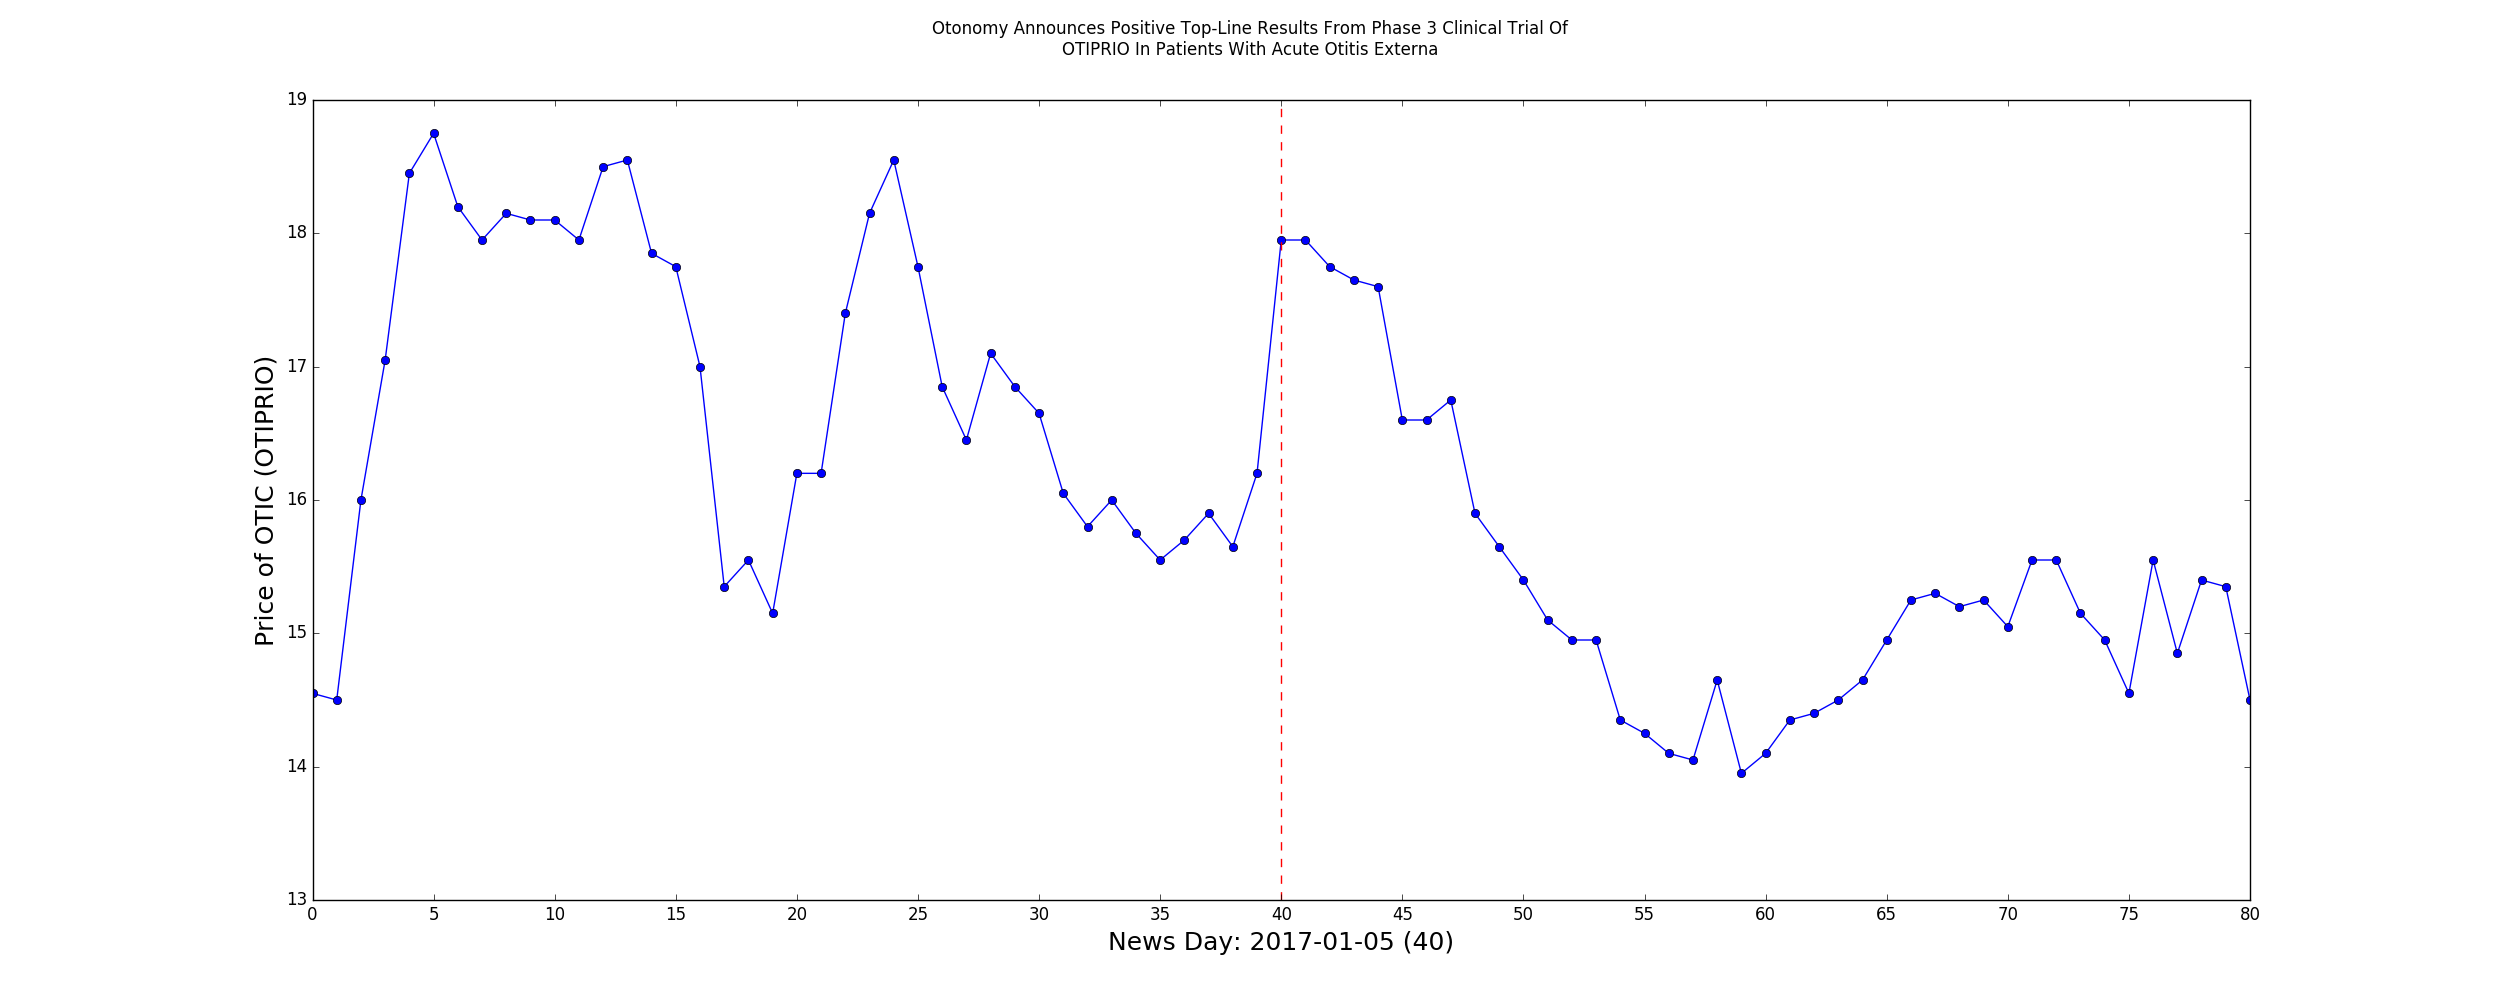 Otonomy Announces Positive Top-Line Results From Phase 3 Clinical Trial Of
OTIPRIO In Patients With Acute Otitis Externa
19
18
17
16
15
14
13
Price of OTIC (OTIPRIO)
0 5 10 15 20 25 30 35 40 45 50 55 60 65 70 75 80
News Day: 2017-01-05 (40)